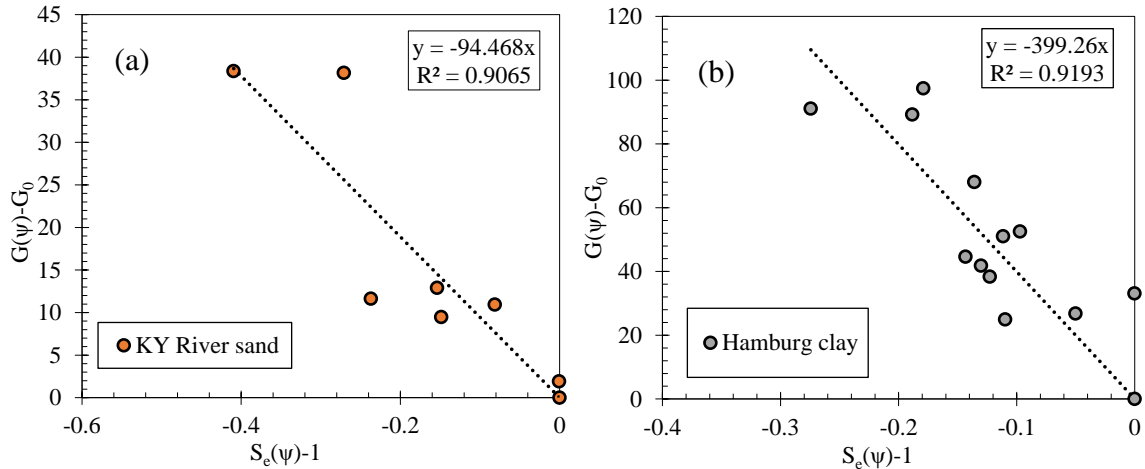 (a)
y = -94.468x
R² = 0.9065
45
40
35
30
25
20
15
10
5
0
G(ψ)-G₀
KY River sand
-0.6
-0.4
-0.2
0
Sₑ(ψ)-1
(b)
y = -399.26x
R² = 0.9193
120
100
80
60
40
20
0
G(ψ)-G₀
Hamburg clay
-0.4
-0.3
-0.2
-0.1
0
Sₑ(ψ)-1